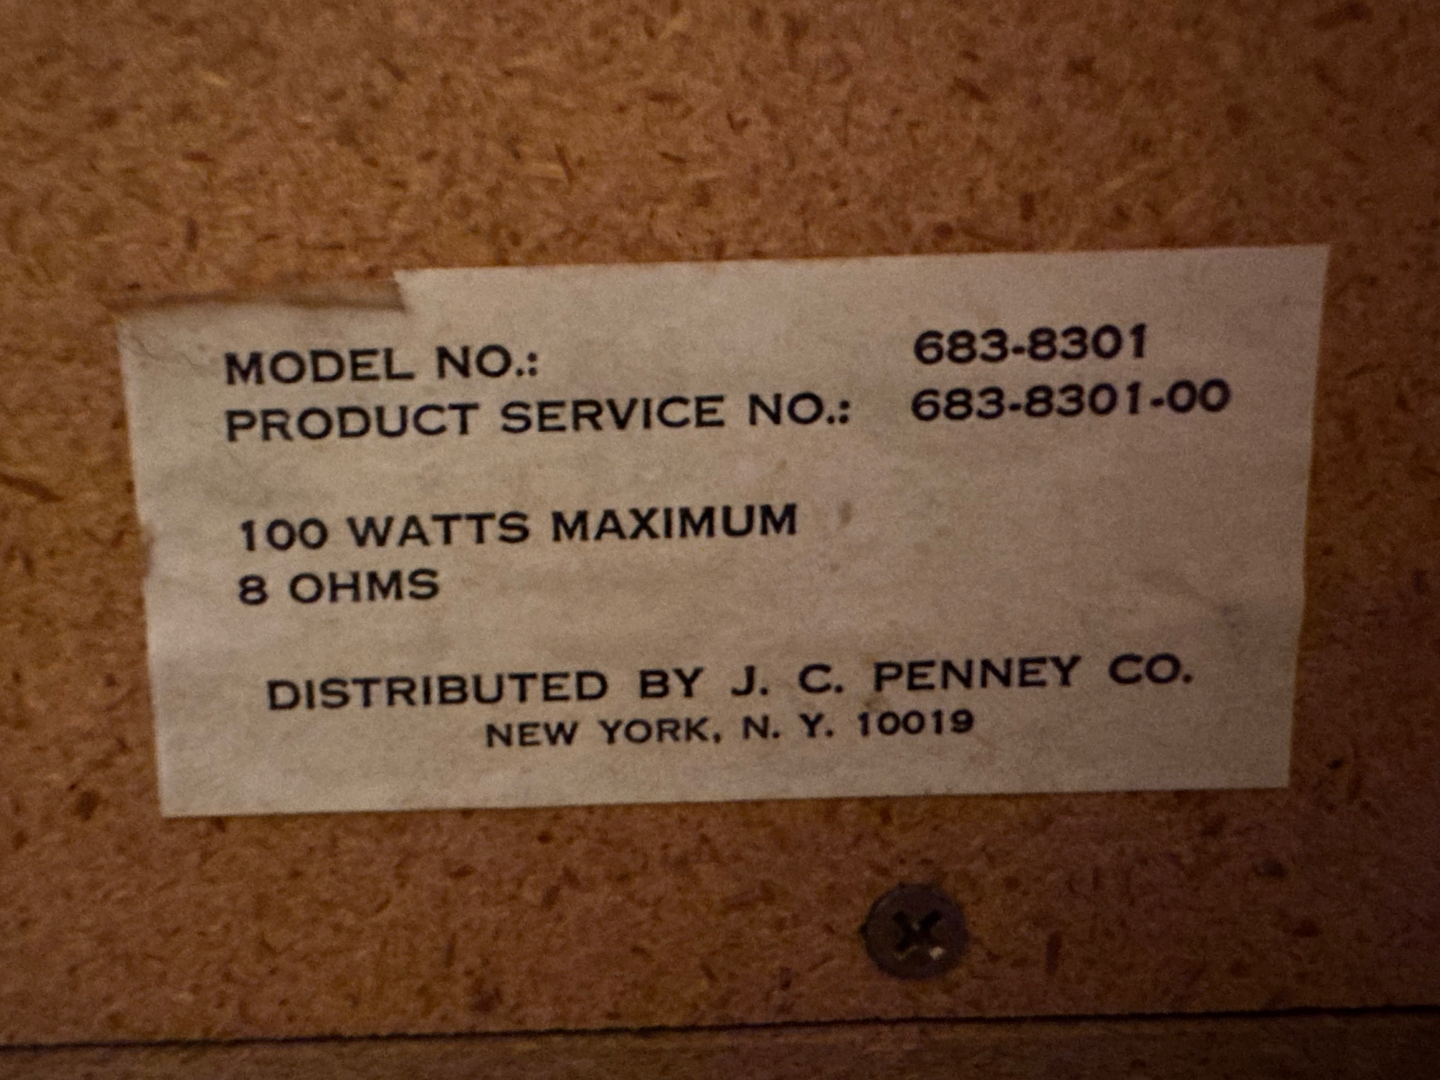 MODEL NO.: 683-8301
PRODUCT SERVICE NO.: 683-8301-00
100 WATTS MAXIMUM
8 OHMS
DISTRIBUTED BY J. C. PENNEY CO.
NEW YORK, N. Y. 10019